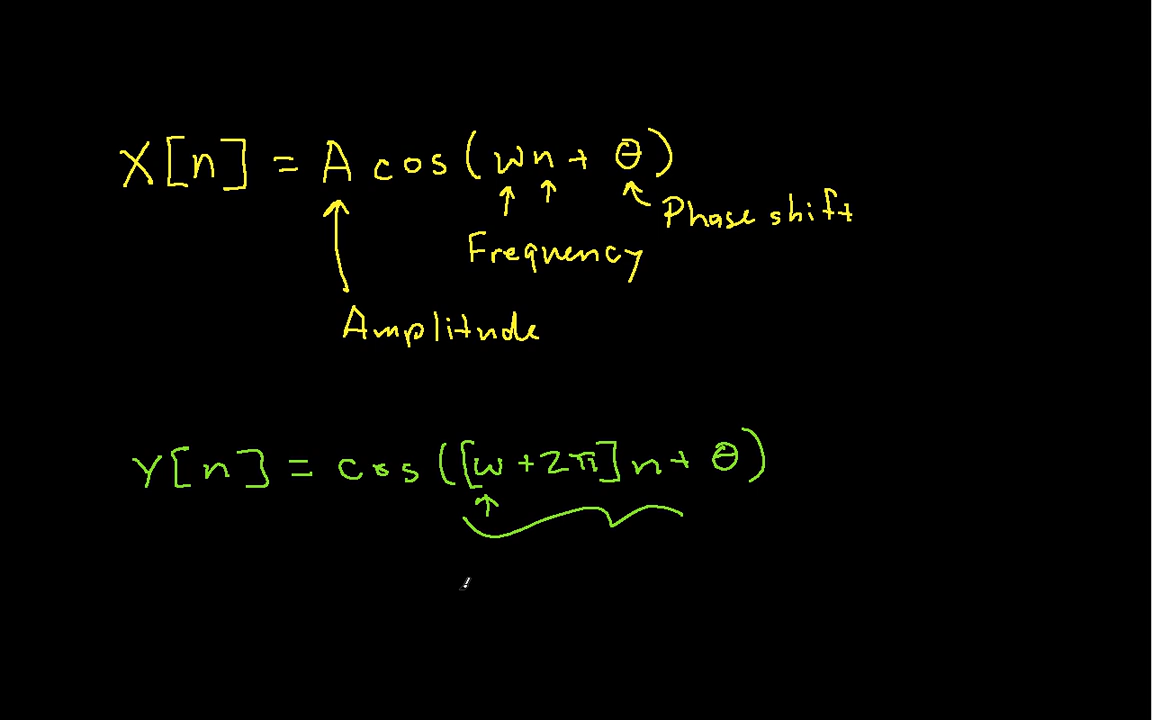 X[n] = A cos(wn + θ)
Phase shift
Frequency
Amplitude
Y[n] = cos([w + 2π]n + θ)